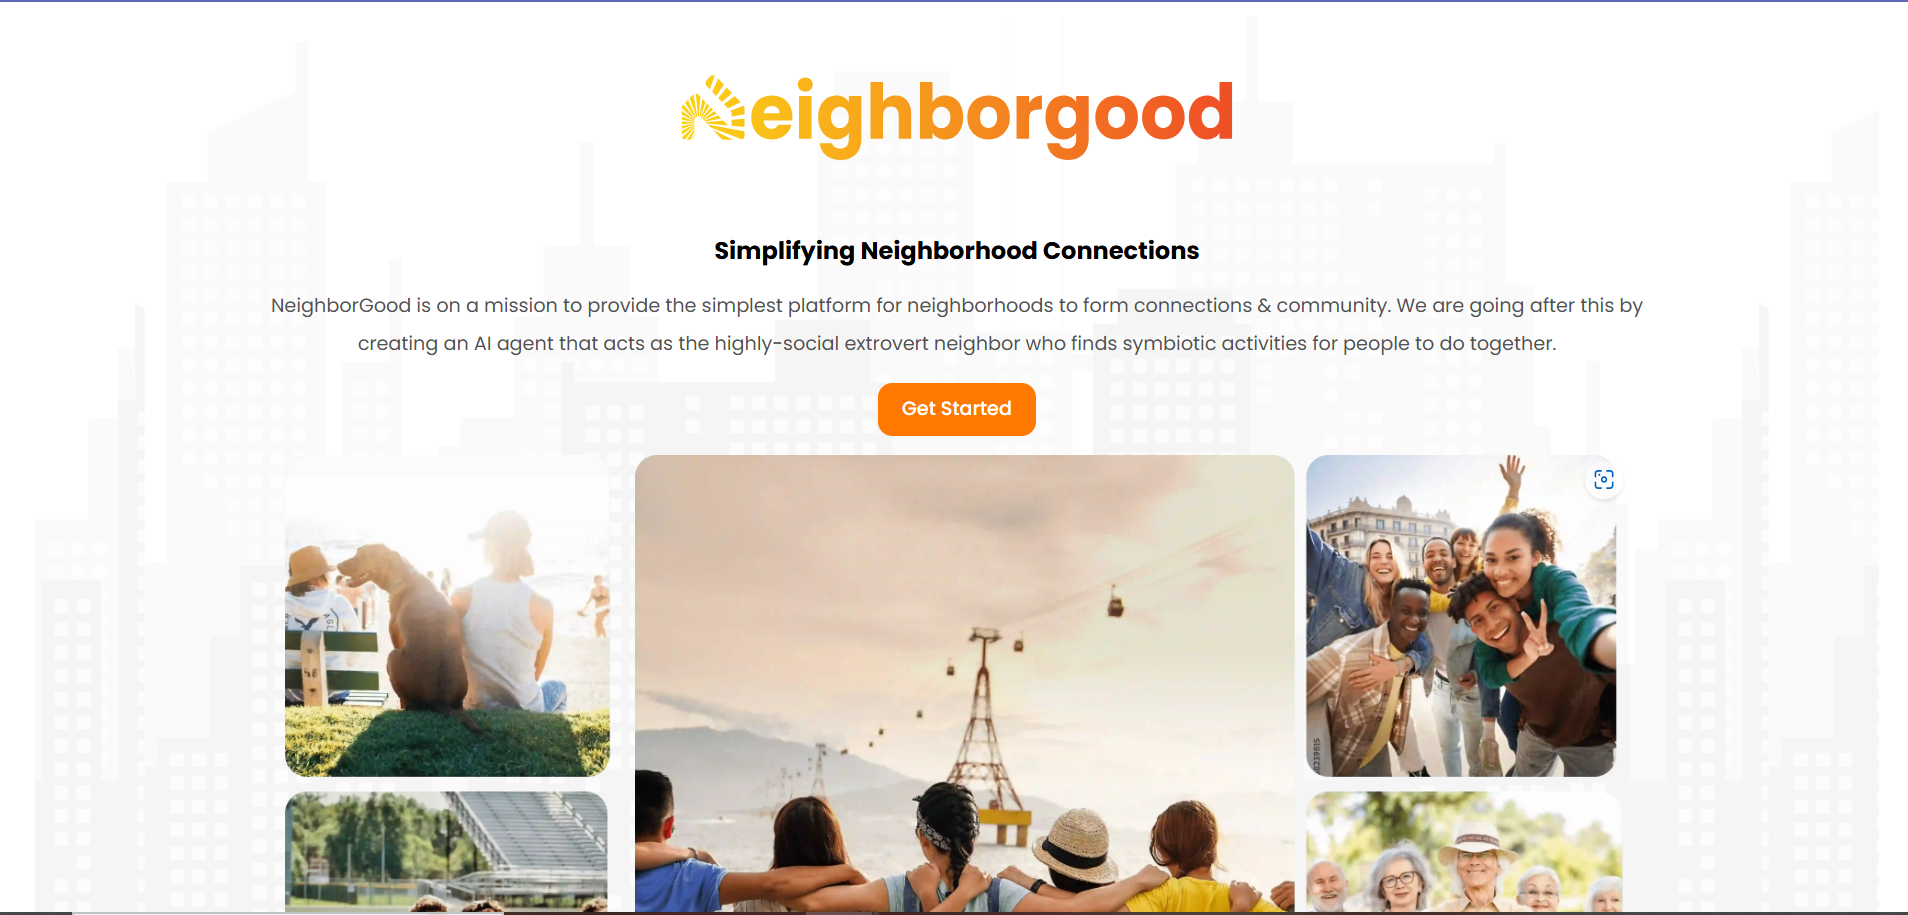 Neighborgood
Simplifying Neighborhood Connections
NeighborGood is on a mission to provide the simplest platform for neighborhoods to form connections & community. We are going after this by
creating an AI agent that acts as the highly-social extrovert neighbor who finds symbiotic activities for people to do together.
Get Started